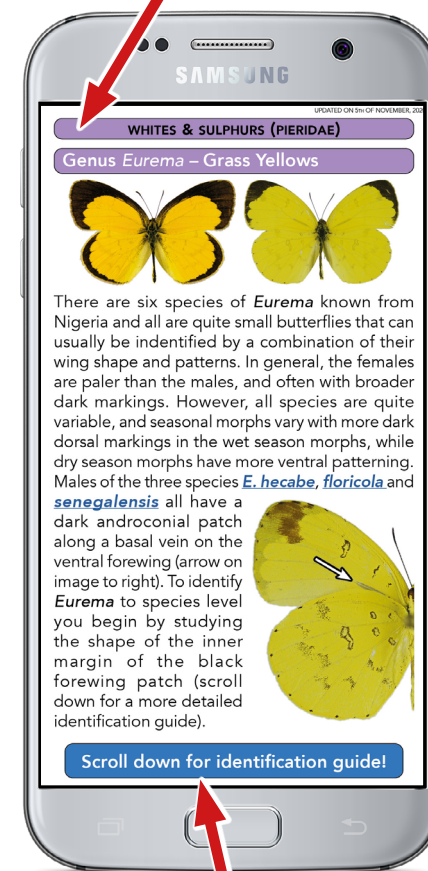 SAMSUNG
UPDATED ON 5TH OF NOVEMBER,
WHITES & SULPHURS (PIERIDAE)
Genus Eurema – Grass Yellows
There are six species of Eurema known from
Nigeria and all are quite small butterflies that can
usually be indentified by a combination of their
wing shape and patterns. In general, the females
are paler than the males, and often with broader
dark markings. However, all species are quite
variable, and seasonal morphs vary with more dark
dorsal markings in the wet season morphs, while
dry season morphs have more ventral patterning.
Males of the three species E. hecabe, floricola and
senegalensis all have a
dark androconial patch
along a basal vein on the
ventral forewing (arrow on
image to right). To identify
Eurema to species level
you begin by studying
the shape of the inner
margin of the black
forewing patch (scroll
down for a more detailed
identification guide).
Scroll down for identification guide!